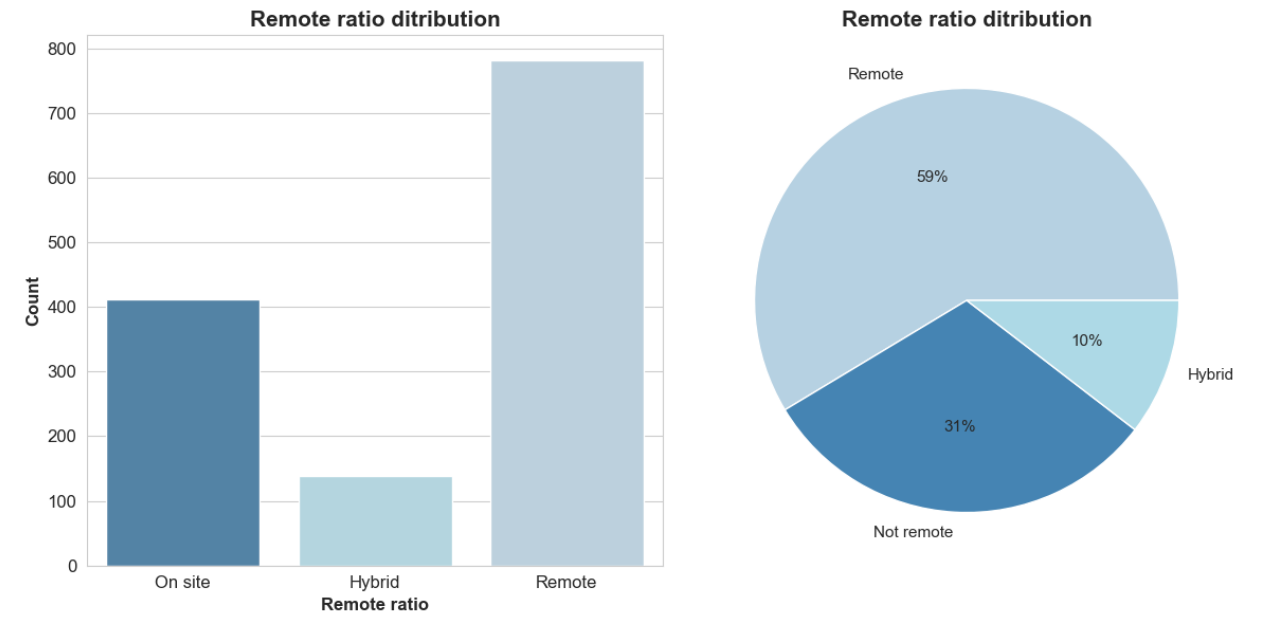 Remote ratio ditribution
800
700
600
500
400
300
200
100
0
Count
On site
Hybrid
Remote
Remote ratio
Remote ratio ditribution
Remote
59%
10%
Hybrid
31%
Not remote